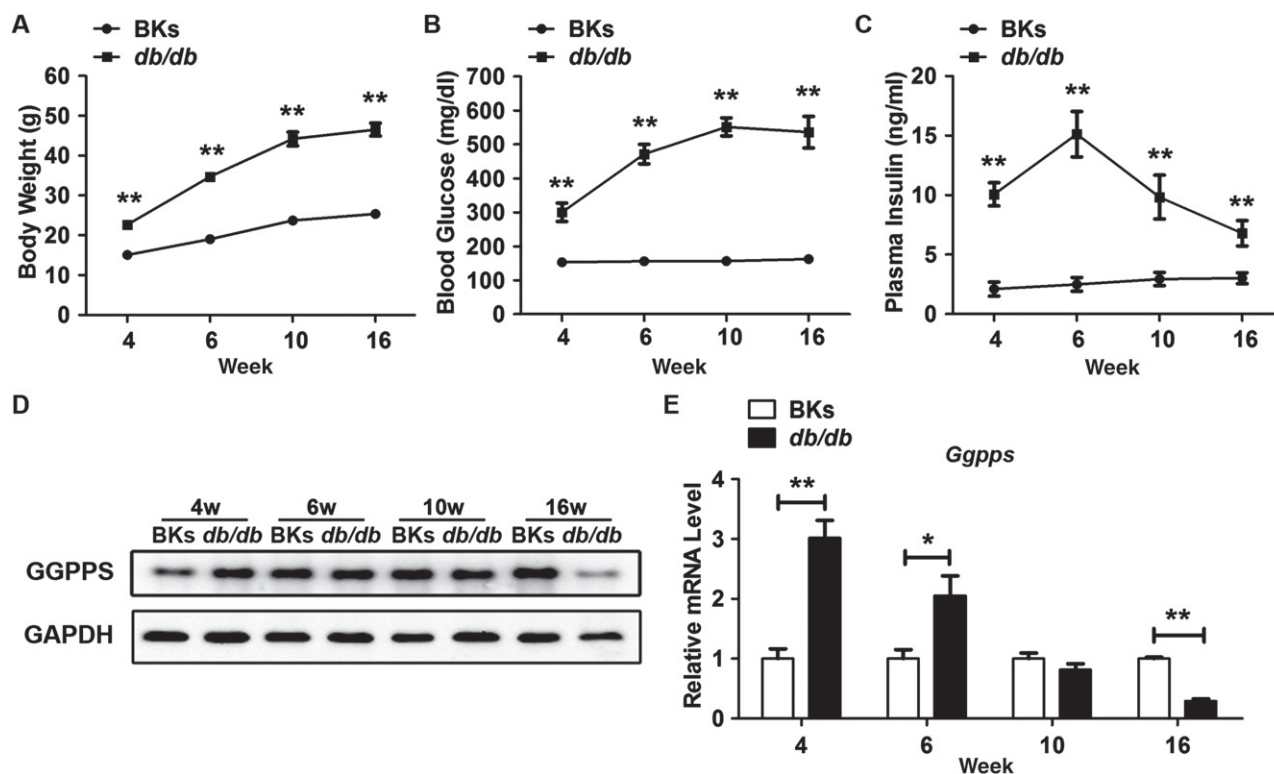 A
BKs
db/db
Body Weight (g)
60
50
40
30
20
10
0
**
**
**
**
4
6
10
16
Week
B
BKs
db/db
Blood Glucose (mg/dl)
700
600
500
400
300
200
100
0
**
**
**
**
4
6
10
16
Week
C
BKs
db/db
Plasma Insulin (ng/ml)
20
15
10
5
0
**
**
**
**
4
6
10
16
Week
D
4w 6w 10w 16w
BKs db/db BKs db/db BKs db/db BKs db/db
GGPPS
GAPDH
E
BKs
db/db
Ggpps
Relative mRNA Level
4
3
2
1
0
**
*
**
4
6
10
16
Week